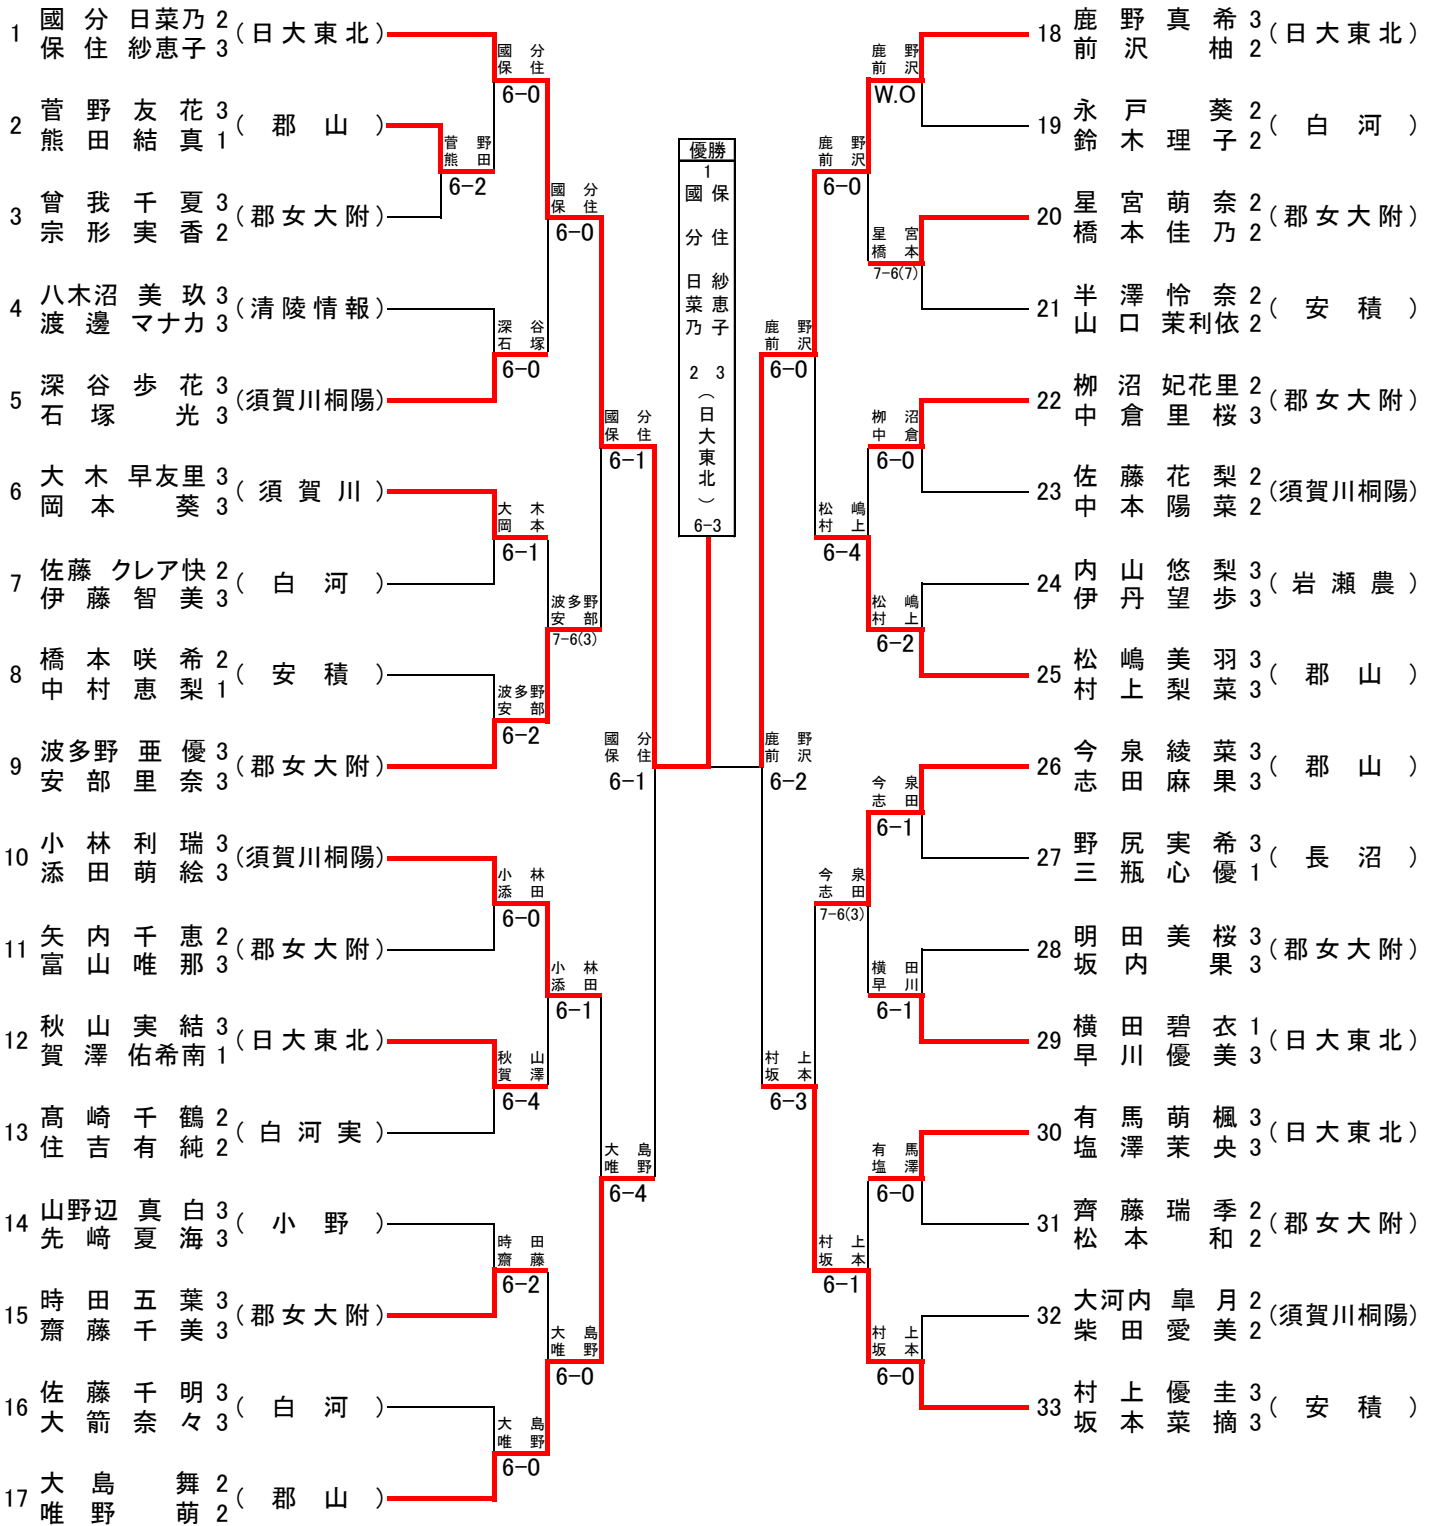 1 國分 日菜乃 2 (日大東北)
保住 紗恵子 3
2 菅野 友花 3 (郡山)
熊田 結真 1
3 曾我 千夏 3 (郡女大附)
宗形 実香 2
4 八木沼 美玖 3 (清陵情報)
渡邊 マナカ 3
5 深谷 歩花 3 (須賀川桐陽)
石塚 光 3
6 大木 早友里 3 (須賀川)
岡本 葵 3
7 佐藤 クレア快 2 (白河)
伊藤 智美 3
8 橋本 咲希 2 (安積)
中村 恵梨 1
9 波多野 亜優 3 (郡女大附)
安部 里奈 3
10 小林 利瑞 3 (須賀川桐陽)
添田 萌絵 3
11 矢内 千恵 2 (郡女大附)
富山 唯那 3
12 秋山 実結 3 (日大東北)
賀澤 佑希南 1
13 髙崎 千鶴 2 (白河実)
住吉 有純 2
14 山野辺 真白 3 (小野)
先﨑 夏海 3
15 時田 五葉 3 (郡女大附)
齋藤 千美 3
16 佐藤 千明 3 (白河)
大箭 奈々 3
17 大島 舞 2 (郡山)
唯野 萌 2
國分
保住
6-0
菅野
熊田
6-2
國分
保住
6-0
深谷
石塚
6-0
國分
保住
6-1
大木
岡本
6-1
波多野
安部
7-6(3)
波多野
安部
6-2
國分
保住
6-1
小林
添田
6-0
小林
添田
6-1
秋山
賀澤
6-4
大島
唯野
6-4
時田
齋藤
6-2
大島
唯野
6-0
大島
唯野
6-0
優勝
1
國分 日菜乃 2
保住 紗恵子 3
(日大東北)
6-3
鹿野
前沢
W.O
鹿野
前沢
6-0
星宮
橋本
7-6(7)
鹿野
前沢
6-0
柳沼
中倉
6-0
松嶋
村上
6-4
松嶋
村上
6-2
鹿野
前沢
6-2
今泉
志田
6-1
今泉
志田
7-6(3)
横田
早川
6-1
村上
坂本
6-3
有馬
塩澤
6-0
村上
坂本
6-1
村上
坂本
6-0
18 鹿野 真希 3 (日大東北)
前沢 柚 2
19 永戸 葵 2 (白河)
鈴木 理子 2
20 星宮 萌奈 2 (郡女大附)
橋本 佳乃 2
21 半澤 怜奈 2 (安積)
山口 茉利依 2
22 栁沼 妃花里 2 (郡女大附)
中倉 里桜 3
23 佐藤 花梨 2 (須賀川桐陽)
中本 陽菜 2
24 内山 悠梨 3 (岩瀬農)
伊丹 望歩 3
25 松嶋 美羽 3 (郡山)
村上 梨菜 3
26 今泉 綾菜 3 (郡山)
志田 麻果 3
27 野尻 実希 3 (長沼)
三瓶 心優 1
28 明田 美桜 3 (郡女大附)
坂内 果 3
29 横田 碧衣 1 (日大東北)
早川 優美 3
30 有馬 萌楓 3 (日大東北)
塩澤 茉央 3
31 齊藤 瑞季 2 (郡女大附)
松本 和 2
32 大河内 皐月 2 (須賀川桐陽)
柴田 愛美 2
33 村上 優圭 3 (安積)
坂本 菜摘 3